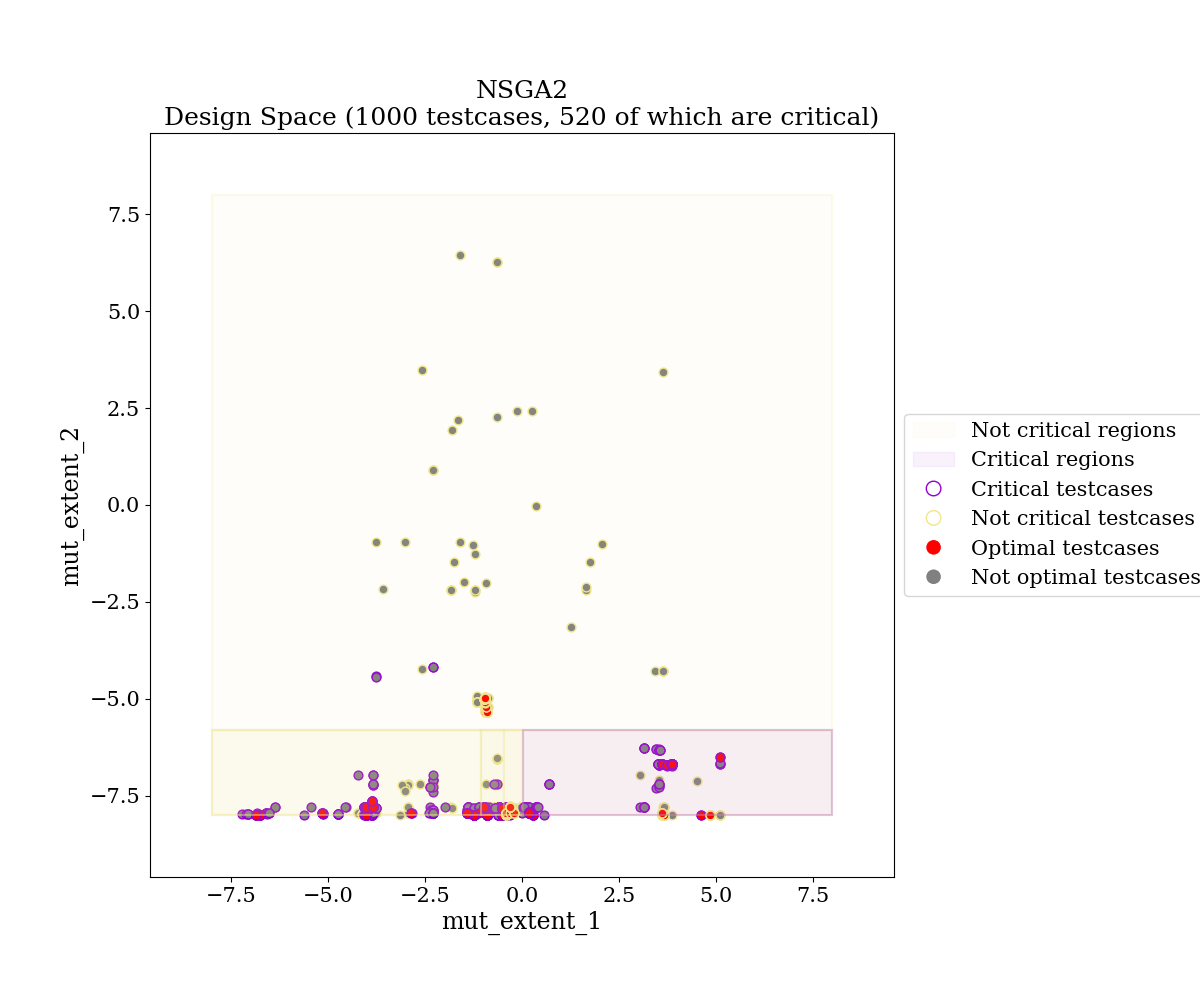 NSGA2
Design Space (1000 testcases, 520 of which are critical)
mut_extent_2
7.5
5.0
2.5
0.0
−2.5
−5.0
−7.5
−7.5
−5.0
−2.5
0.0
2.5
5.0
7.5
mut_extent_1
Not critical regions
Critical regions
Critical testcases
Not critical testcases
Optimal testcases
Not optimal testcases